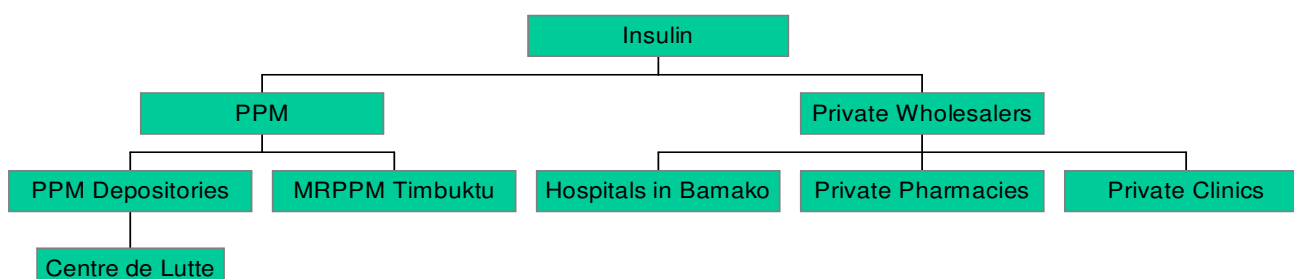 Insulin
PPM
Private Wholesalers
PPM Depositories
MRPPM Timbuktu
Hospitals in Bamako
Private Pharmacies
Private Clinics
Centre de Lutte